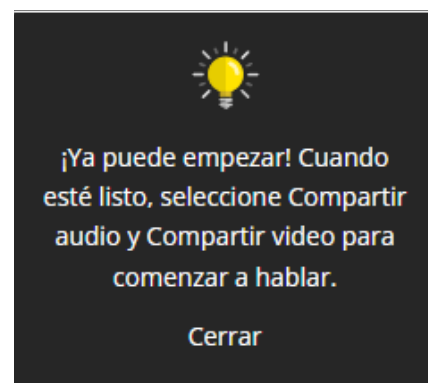 ¡Ya puede empezar! Cuando
esté listo, seleccione Compartir
audio y Compartir video para
comenzar a hablar.
Cerrar